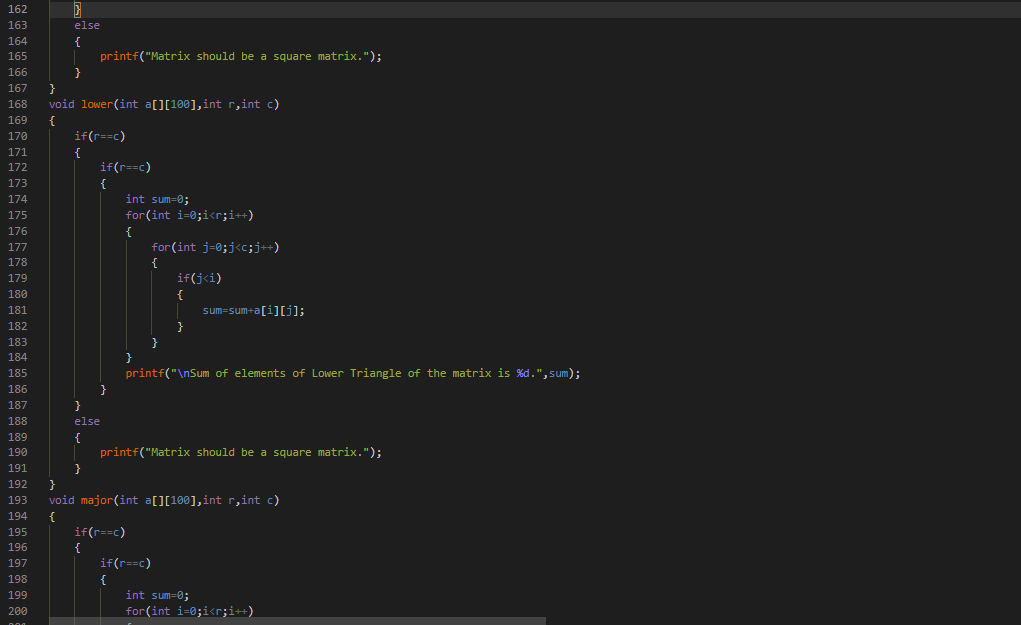 162 }
163 else
164 {
165 printf("Matrix should be a square matrix.");
166 }
167 }
168 void lower(int a[][100],int r,int c)
169 {
170 if(r==c)
171 {
172 if(r==c)
173 {
174 int sum=0;
175 for(int i=0;i<r;i++)
176 {
177 for(int j=0;j<c;j++)
178 {
179 if(j<i)
180 {
181 sum=sum+a[i][j];
182 }
183 }
184 }
185 printf("\nSum of elements of Lower Triangle of the matrix is %d.",sum);
186 }
187 }
188 else
189 {
190 printf("Matrix should be a square matrix.");
191 }
192 }
193 void major(int a[][100],int r,int c)
194 {
195 if(r==c)
196 {
197 if(r==c)
198 {
199 int sum=0;
200 for(int i=0;i<r;i++)